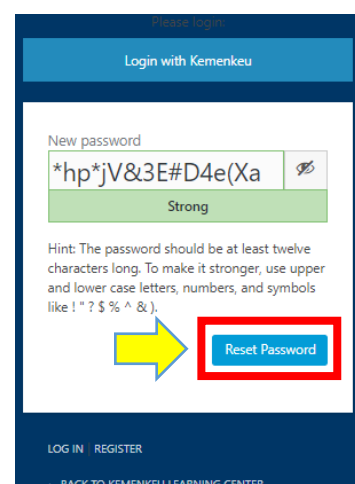 Please login:
Login with Kemenkeu
New password
*hp*jV&3E#D4e(Xa
Strong
Hint: The password should be at least twelve
characters long. To make it stronger, use upper
and lower case letters, numbers, and symbols
like ! " ? $ % ^ & ).
Reset Password
LOG IN | REGISTER
← BACK TO KEMENKEU LEARNING CENTER